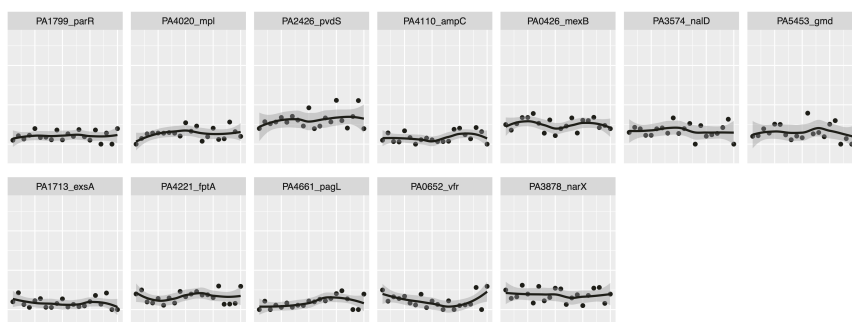 PA1799_parR PA4020_mpl PA2426_pvdS PA4110_ampC PA0426_mexB PA3574_nalD PA5453_gmd
PA1713_exsA PA4221_fptA PA4661_pagL PA0652_vfr PA3878_narX